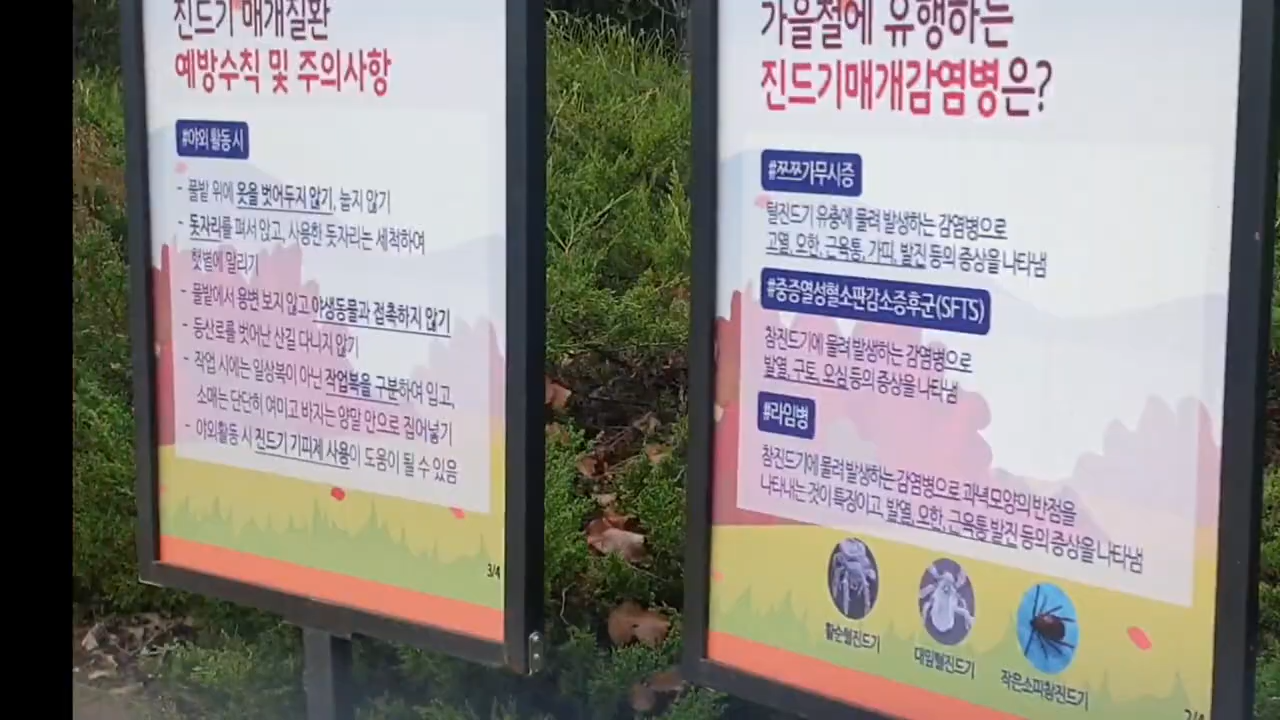 진드기 매개질환
예방수칙 및 주의사항
#야외 활동 시
- 풀밭 위에 옷을 벗어두지 않기, 눕지 않기
- 돗자리를 펴서 앉고, 사용한 돗자리는 세척하여
햇볕에 말리기
- 풀밭에서 용변 보지 않고 야생동물과 접촉하지 않기
- 등산로를 벗어난 산길 다니지 않기
- 작업 시에는 일상복이 아닌 작업복을 구분하여 입고,
소매는 단단히 여미고 바지는 양말 안으로 집어넣기
- 야외활동 시 진드기 기피제 사용이 도움이 될 수 있음
3/4
가을철에 유행하는
진드기매개감염병은?
#쯔쯔가무시증
털진드기 유충에 물려 발생하는 감염병으로
고열, 오한, 근육통, 가피, 발진 등의 증상을 나타냄
#중증열성혈소판감소증후군(SFTS)
참진드기에 물려 발생하는 감염병으로
발열, 구토, 오심 등의 증상을 나타냄
#라임병
참진드기에 물려 발생하는 감염병으로 과녁모양의 반점을
나타내는 것이 특징이고, 발열, 오한, 근육통 발진 등의 증상을 나타냄
활순털진드기
대잎털진드기
작은소피참진드기
2/4